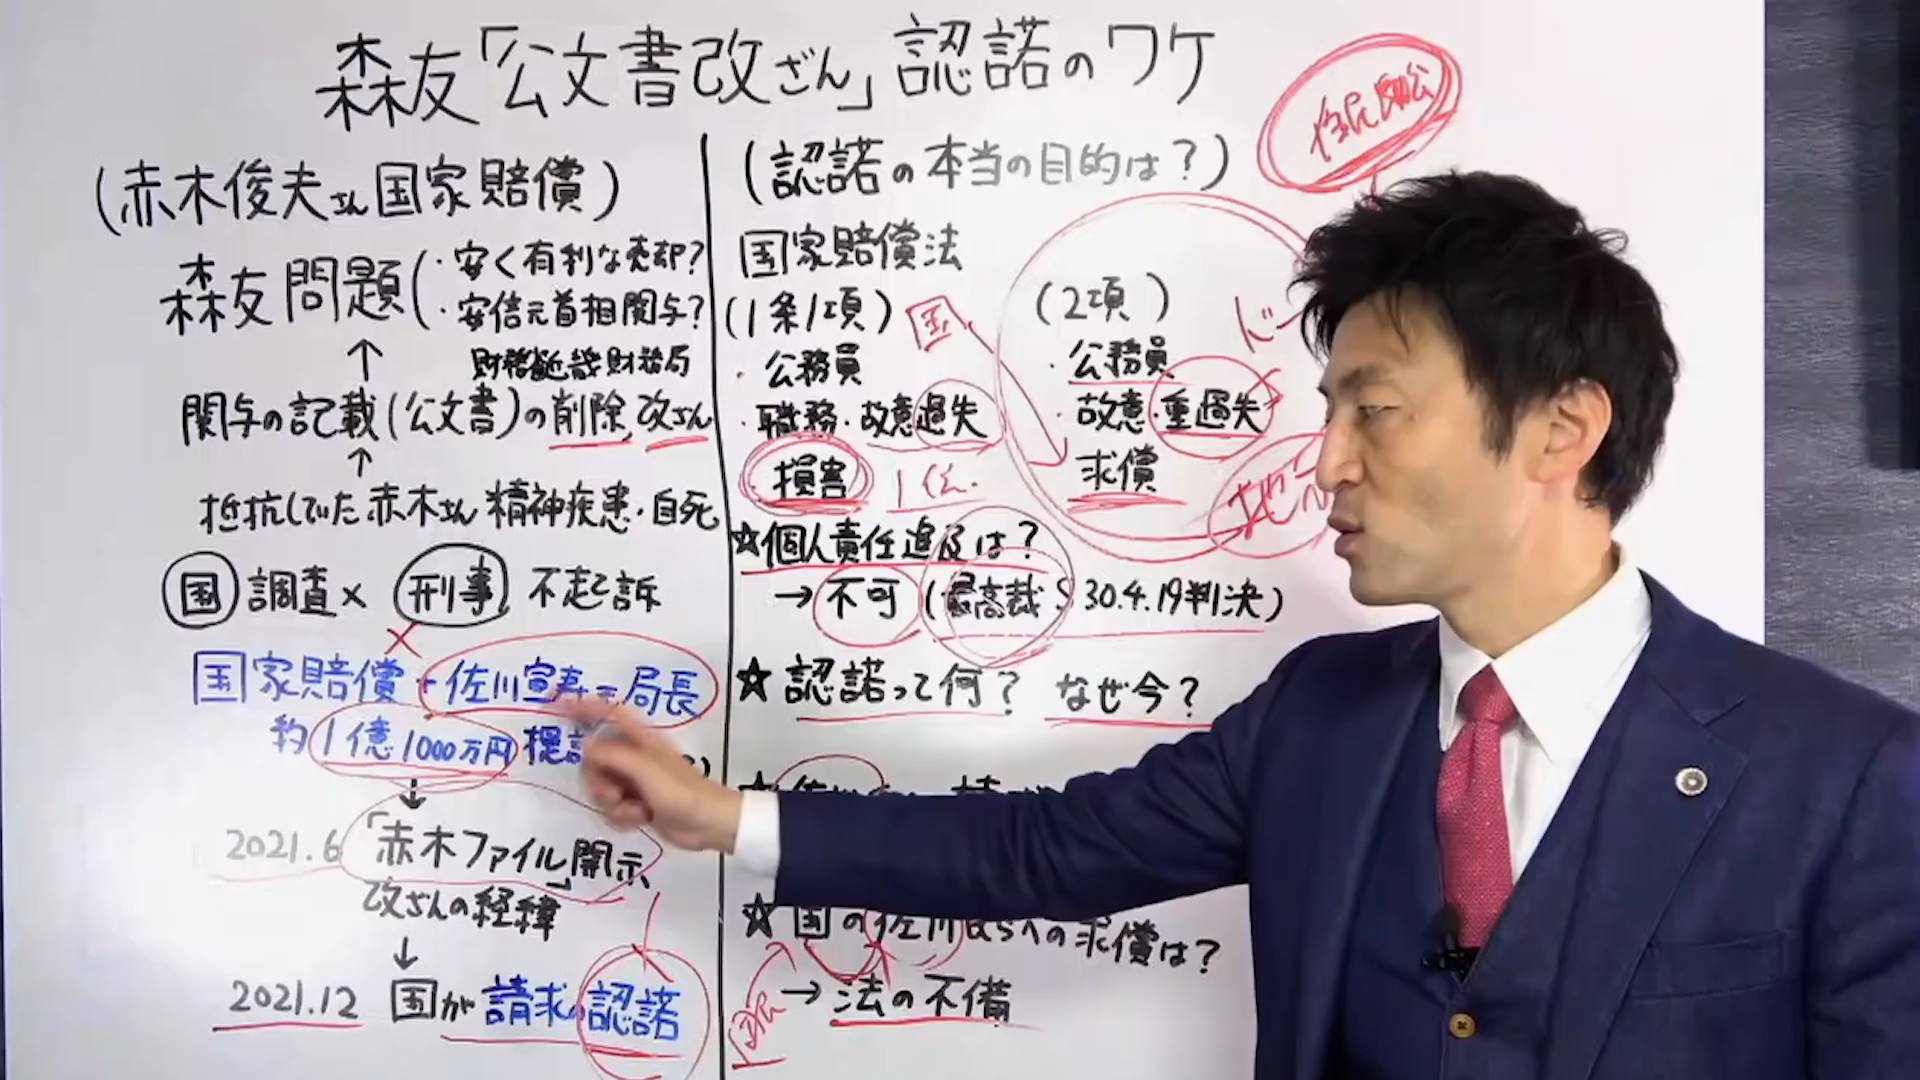 森友「公文書改ざん」認諾のワケ
(赤木俊夫さん国家賠償)
森友問題(・安く有利な売却?
・安倍元首相関与?
↑
財務省近畿財務局
関与の記載(公文書)の削除、改ざん
↑
抵抗していた赤木さん 精神疾患・自死
国 調査× 刑事 不起訴
×
国家賠償 + 佐川宣寿元局長
約1億1000万円 提訴
↓
2021.6 「赤木ファイル」開示
改ざんの経緯
↓
2021.12 国が請求の認諾
(認諾の本当の目的は?)
住民
国家賠償法
(1条1項) 国
・公務員
・職務・故意過失
・損害 1億
(2項)
・公務員
・故意・重過失
求償
☆個人責任追及は?
→不可(最高裁S30.4.19判決)
★認諾って何? なぜ今?
☆国の佐川氏らへの求償は?
→法の不備